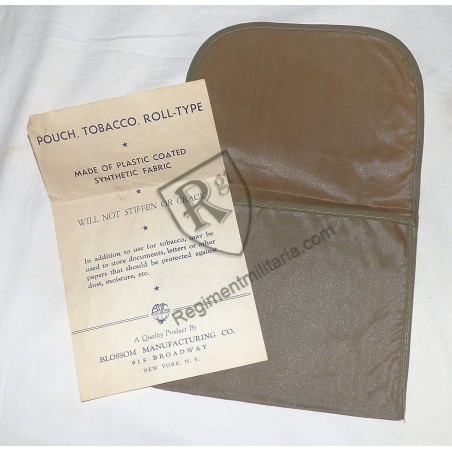 POUCH, TOBACCO, ROLL-TYPE
MADE OF PLASTIC COATED
SYNTHETIC FABRIC
WILL NOT STIFFEN OR CRACK
In addition to use for tobacco, may be
used to store documents, letters or other
papers that should be protected against
dust, moisture, etc.
A Quality Product By
BLOSSOM MANUFACTURING CO.
915 BROADWAY
NEW YORK, N. Y.
Rg
Regimentmilitaria.com